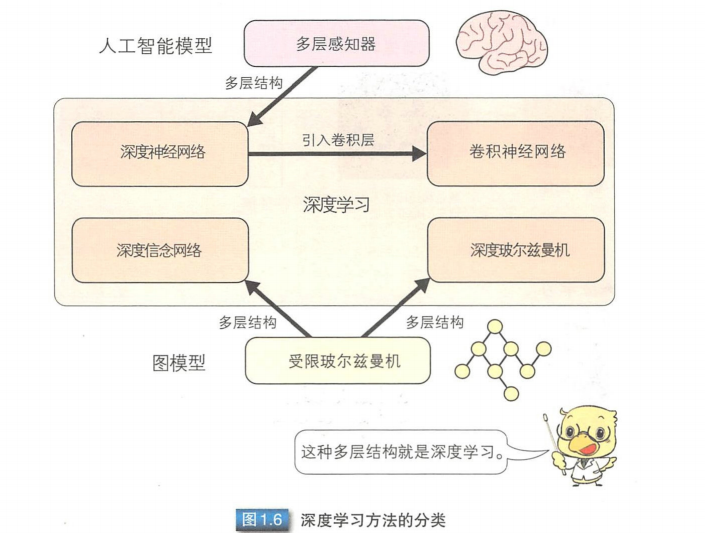 人工智能模型
多层感知器
多层结构
深度神经网络
引入卷积层
卷积神经网络
深度学习
深度信念网络
深度玻尔兹曼机
多层结构
多层结构
图模型
受限玻尔兹曼机
这种多层结构就是深度学习。
图1.6 深度学习方法的分类